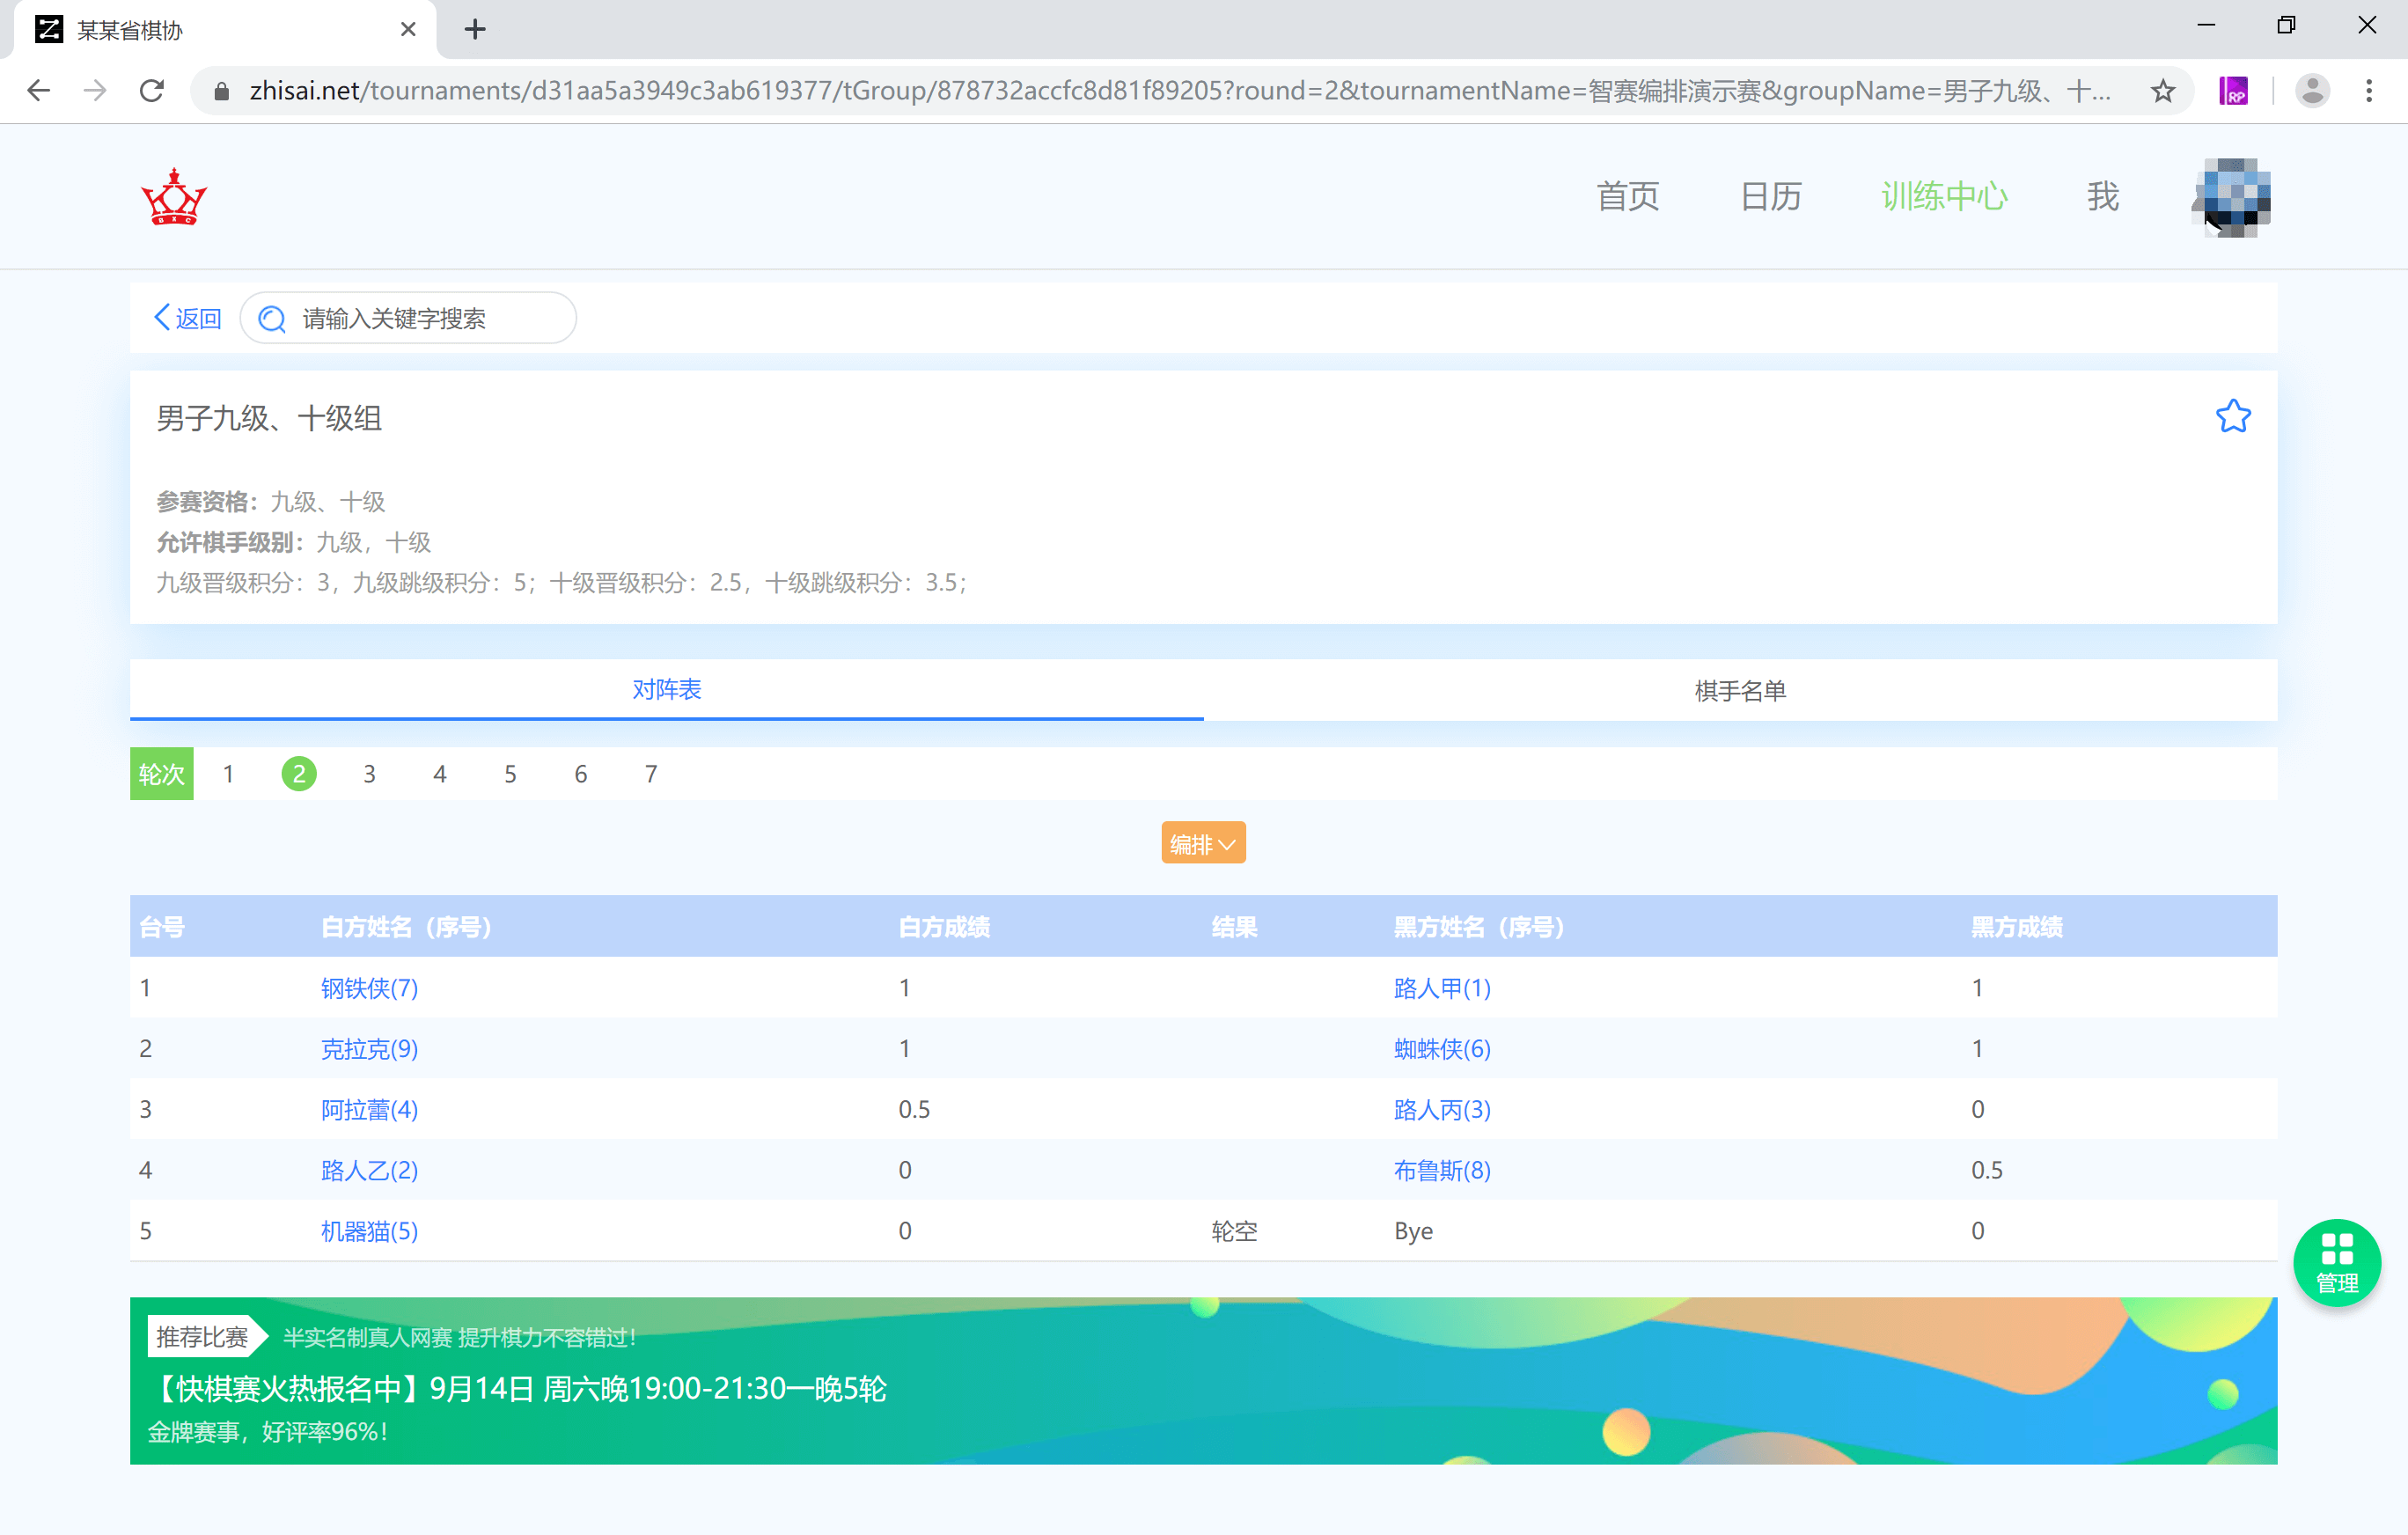 某某省棋协
zhisai.net/tournaments/d31aa5a3949c3ab619377/tGroup/878732accfc8d81f89205?round=2&tournamentName=智赛编排演示赛&groupName=男子九级、十...
RP
B X C
首页 日历 训练中心 我
返回 请输入关键字搜索
男子九级、十级组
参赛资格：九级、十级
允许棋手级别：九级，十级
九级晋级积分：3，九级跳级积分：5；十级晋级积分：2.5，十级跳级积分：3.5；
对阵表 棋手名单
轮次 1 2 3 4 5 6 7
编排
台号 白方姓名（序号） 白方成绩 结果 黑方姓名（序号） 黑方成绩
1 钢铁侠(7) 1 路人甲(1) 1
2 克拉克(9) 1 蜘蛛侠(6) 1
3 阿拉蕾(4) 0.5 路人丙(3) 0
4 路人乙(2) 0 布鲁斯(8) 0.5
5 机器猫(5) 0 轮空 Bye 0
管理
推荐比赛 半实名制真人网赛 提升棋力不容错过！
【快棋赛火热报名中】9月14日 周六晚19:00-21:30一晚5轮
金牌赛事，好评率96%！